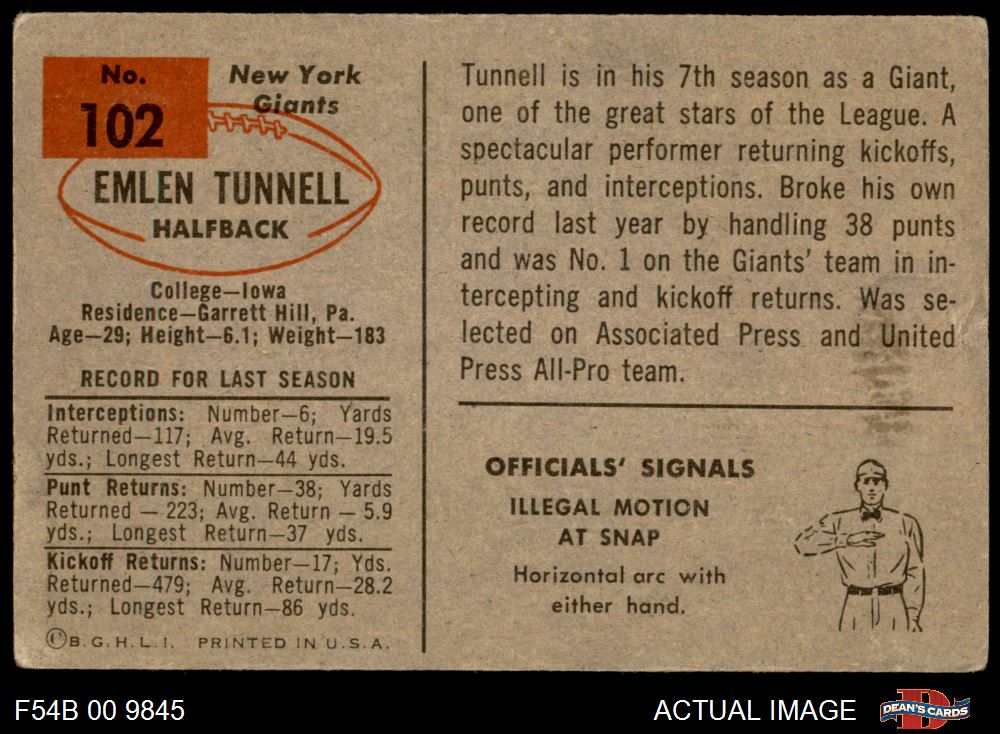 No.
102
New York
Giants
EMLEN TUNNELL
HALFBACK
College—Iowa
Residence—Garrett Hill, Pa.
Age—29; Height—6.1; Weight—183
RECORD FOR LAST SEASON
Interceptions: Number—6; Yards
Returned—117; Avg. Return—19.5
yds.; Longest Return—44 yds.
Punt Returns: Number—38; Yards
Returned — 223; Avg. Return — 5.9
yds.; Longest Return—37 yds.
Kickoff Returns: Number—17; Yds.
Returned—479; Avg. Return—28.2
yds.; Longest Return—86 yds.
©B. G. H. L. I. PRINTED IN U. S. A.
Tunnell is in his 7th season as a Giant,
one of the great stars of the League. A
spectacular performer returning kickoffs,
punts, and interceptions. Broke his own
record last year by handling 38 punts
and was No. 1 on the Giants' team in in-
tercepting and kickoff returns. Was se-
lected on Associated Press and United
Press All-Pro team.
OFFICIALS' SIGNALS
ILLEGAL MOTION
AT SNAP
Horizontal arc with
either hand.
F54B 00 9845
ACTUAL IMAGE
D
DEAN'S CARDS